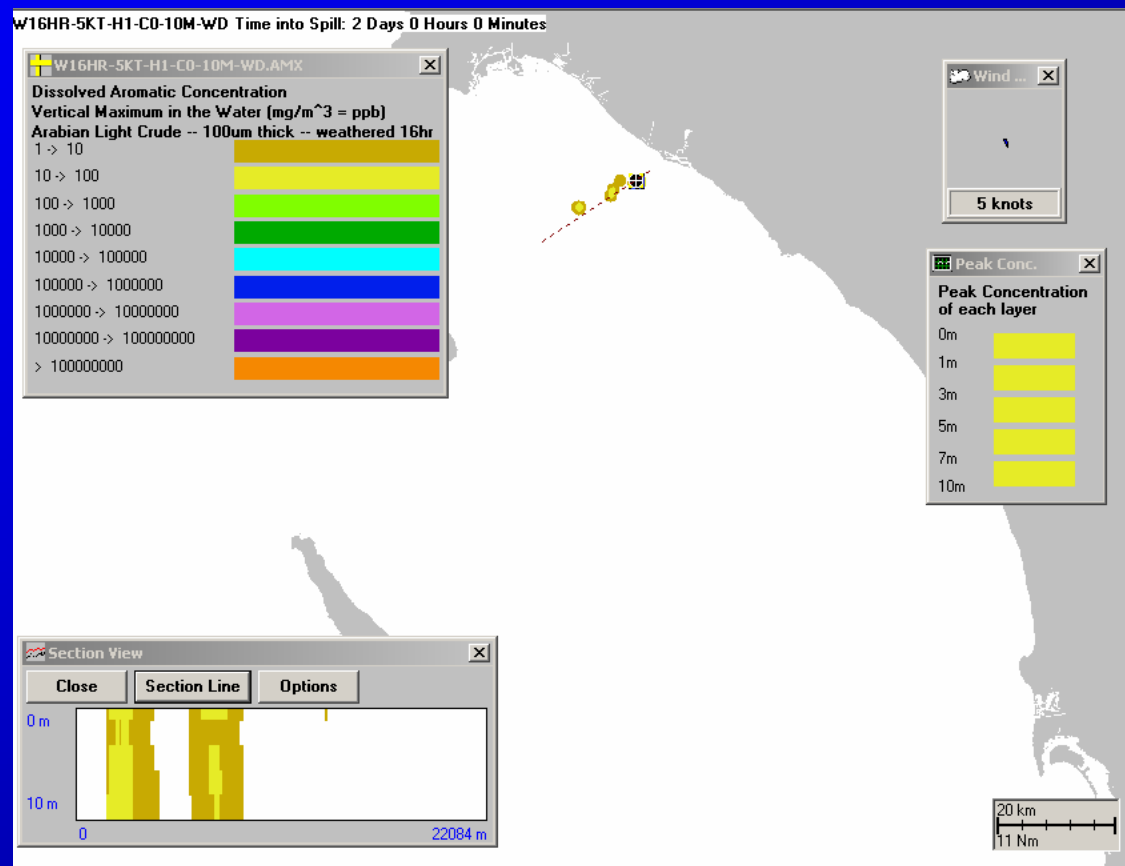 W16HR-5KT-H1-C0-10M-WD Time into Spill: 2 Days 0 Hours 0 Minutes
W16HR-5KT-H1-C0-10M-WD.AMX
Dissolved Aromatic Concentration
Vertical Maximum in the Water (mg/m^3 = ppb)
Arabian Light Crude -- 100um thick -- weathered 16hr
1 -> 10
10 -> 100
100 -> 1000
1000 -> 10000
10000 -> 100000
100000 -> 1000000
1000000 -> 10000000
10000000 -> 100000000
> 100000000
Wind ...
5 knots
Peak Conc.
Peak Concentration
of each layer
0m
1m
3m
5m
7m
10m
Section View
Close Section Line Options
0 m
10 m
0 22084 m
20 km
11 Nm